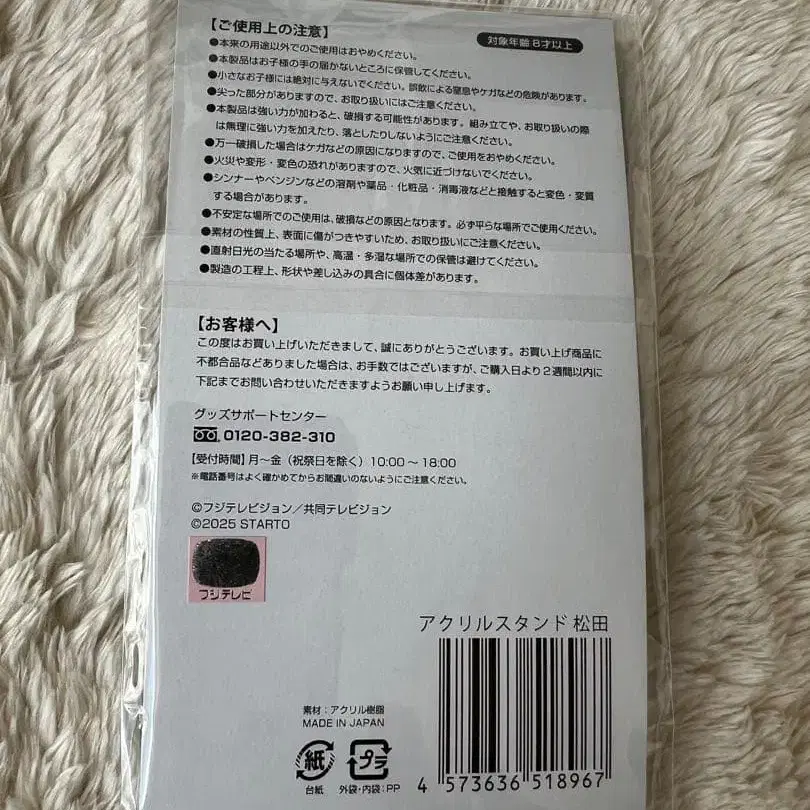 【ご使用上の注意】
対象年齢 8才以上
●本来の用途以外でのご使用はおやめください。
●本製品はお子様の手の届かないところに保管してください。
●小さなお子様には絶対に与えないでください。誤飲による窒息やケガなどの危険があります。
●尖った部分がありますので、お取り扱いにはご注意ください。
●本製品は強い力が加わると、破損する可能性があります。組み立てや、お取り扱いの際
は無理に強い力を加えたり、落としたりしないようにご注意ください。
●万一破損した場合はケガなどの原因になりますので、ご使用をおやめください。
●火災や変形・変色の恐れがありますので、火気に近づけないでください。
●シンナーやベンジンなどの溶剤や薬品・化粧品・消毒液などと接触すると変色・変質
する場合があります。
●不安定な場所でのご使用は、破損などの原因となります。必ず平らな場所でご使用ください。
●素材の性質上、表面に傷がつきやすいため、お取り扱いにご注意ください。
●直射日光の当たる場所や、高温・多湿な場所での保管は避けてください。
●製造の工程上、形状や差し込みの具合に個体差があります。
【お客様へ】
この度はお買い上げいただきまして、誠にありがとうございます。お買い上げ商品に
不都合品などありました場合は、お手数ではございますが、ご購入日より2週間以内に
下記までお問い合わせいただきますようお願い申し上げます。
グッズサポートセンター
0120-382-310
【受付時間】月〜金（祝祭日を除く）10:00〜18:00
※電話番号はよく確かめてからお間違いのないようにご注意ください。
©フジテレビジョン／共同テレビジョン
©2025 STARTO
フジテレビ
アクリルスタンド 松田
素材：アクリル樹脂
MADE IN JAPAN
紙
プラ
台紙
外袋・内袋：PP
4 573636 518967